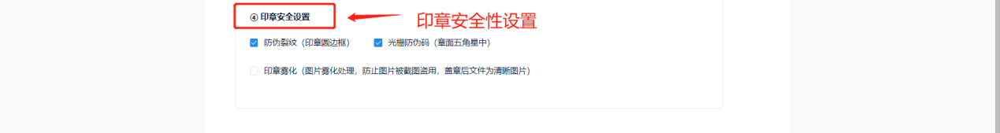 ④ 印章安全设置
印章安全性设置
防伪裂纹（印章圆边框） 光栅防伪码（章面五角星中）
印章雾化（图片雾化处理，防止图片被截图盗用，盖章后文件为清晰图片）